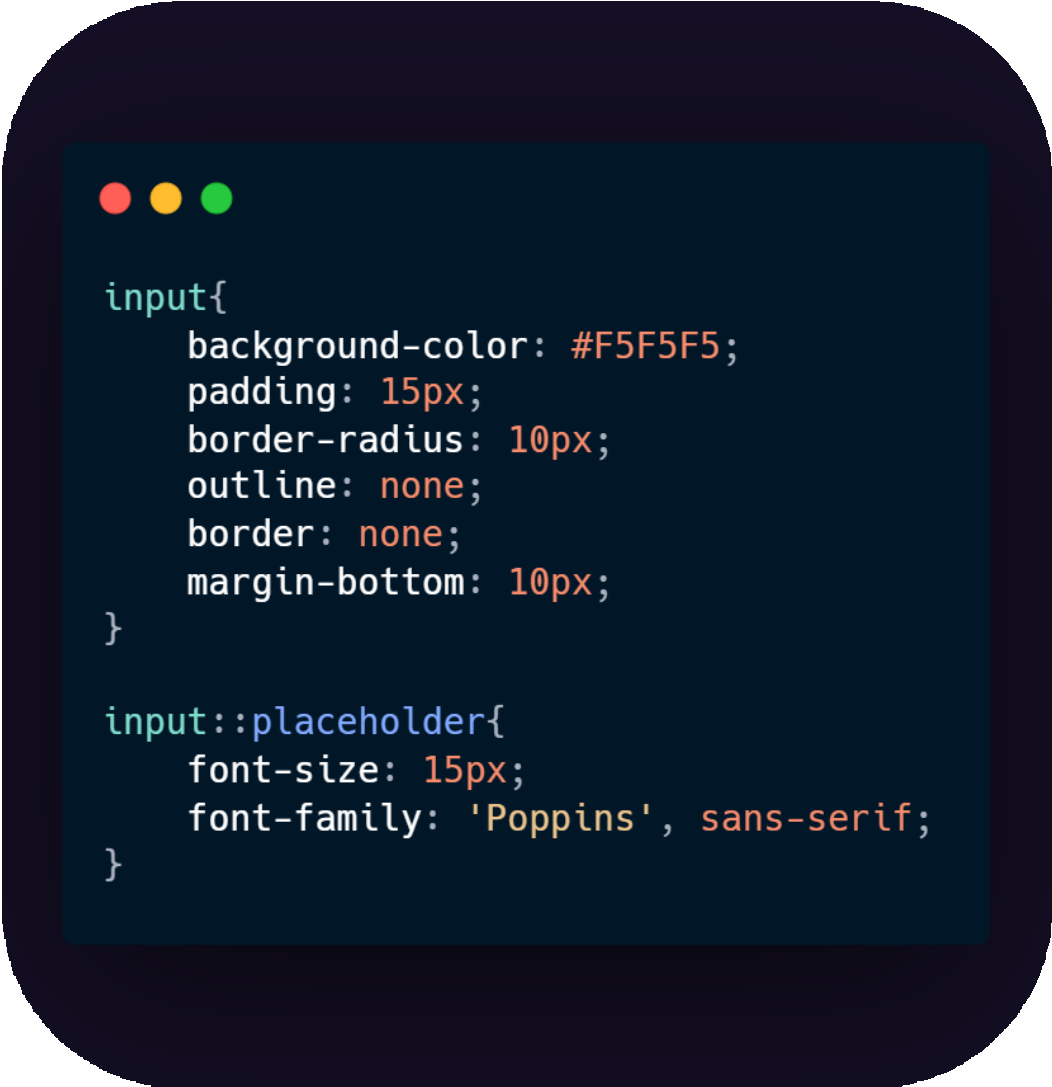 input{
    background-color: #F5F5F5;
    padding: 15px;
    border-radius: 10px;
    outline: none;
    border: none;
    margin-bottom: 10px;
}

input::placeholder{
    font-size: 15px;
    font-family: 'Poppins', sans-serif;
}